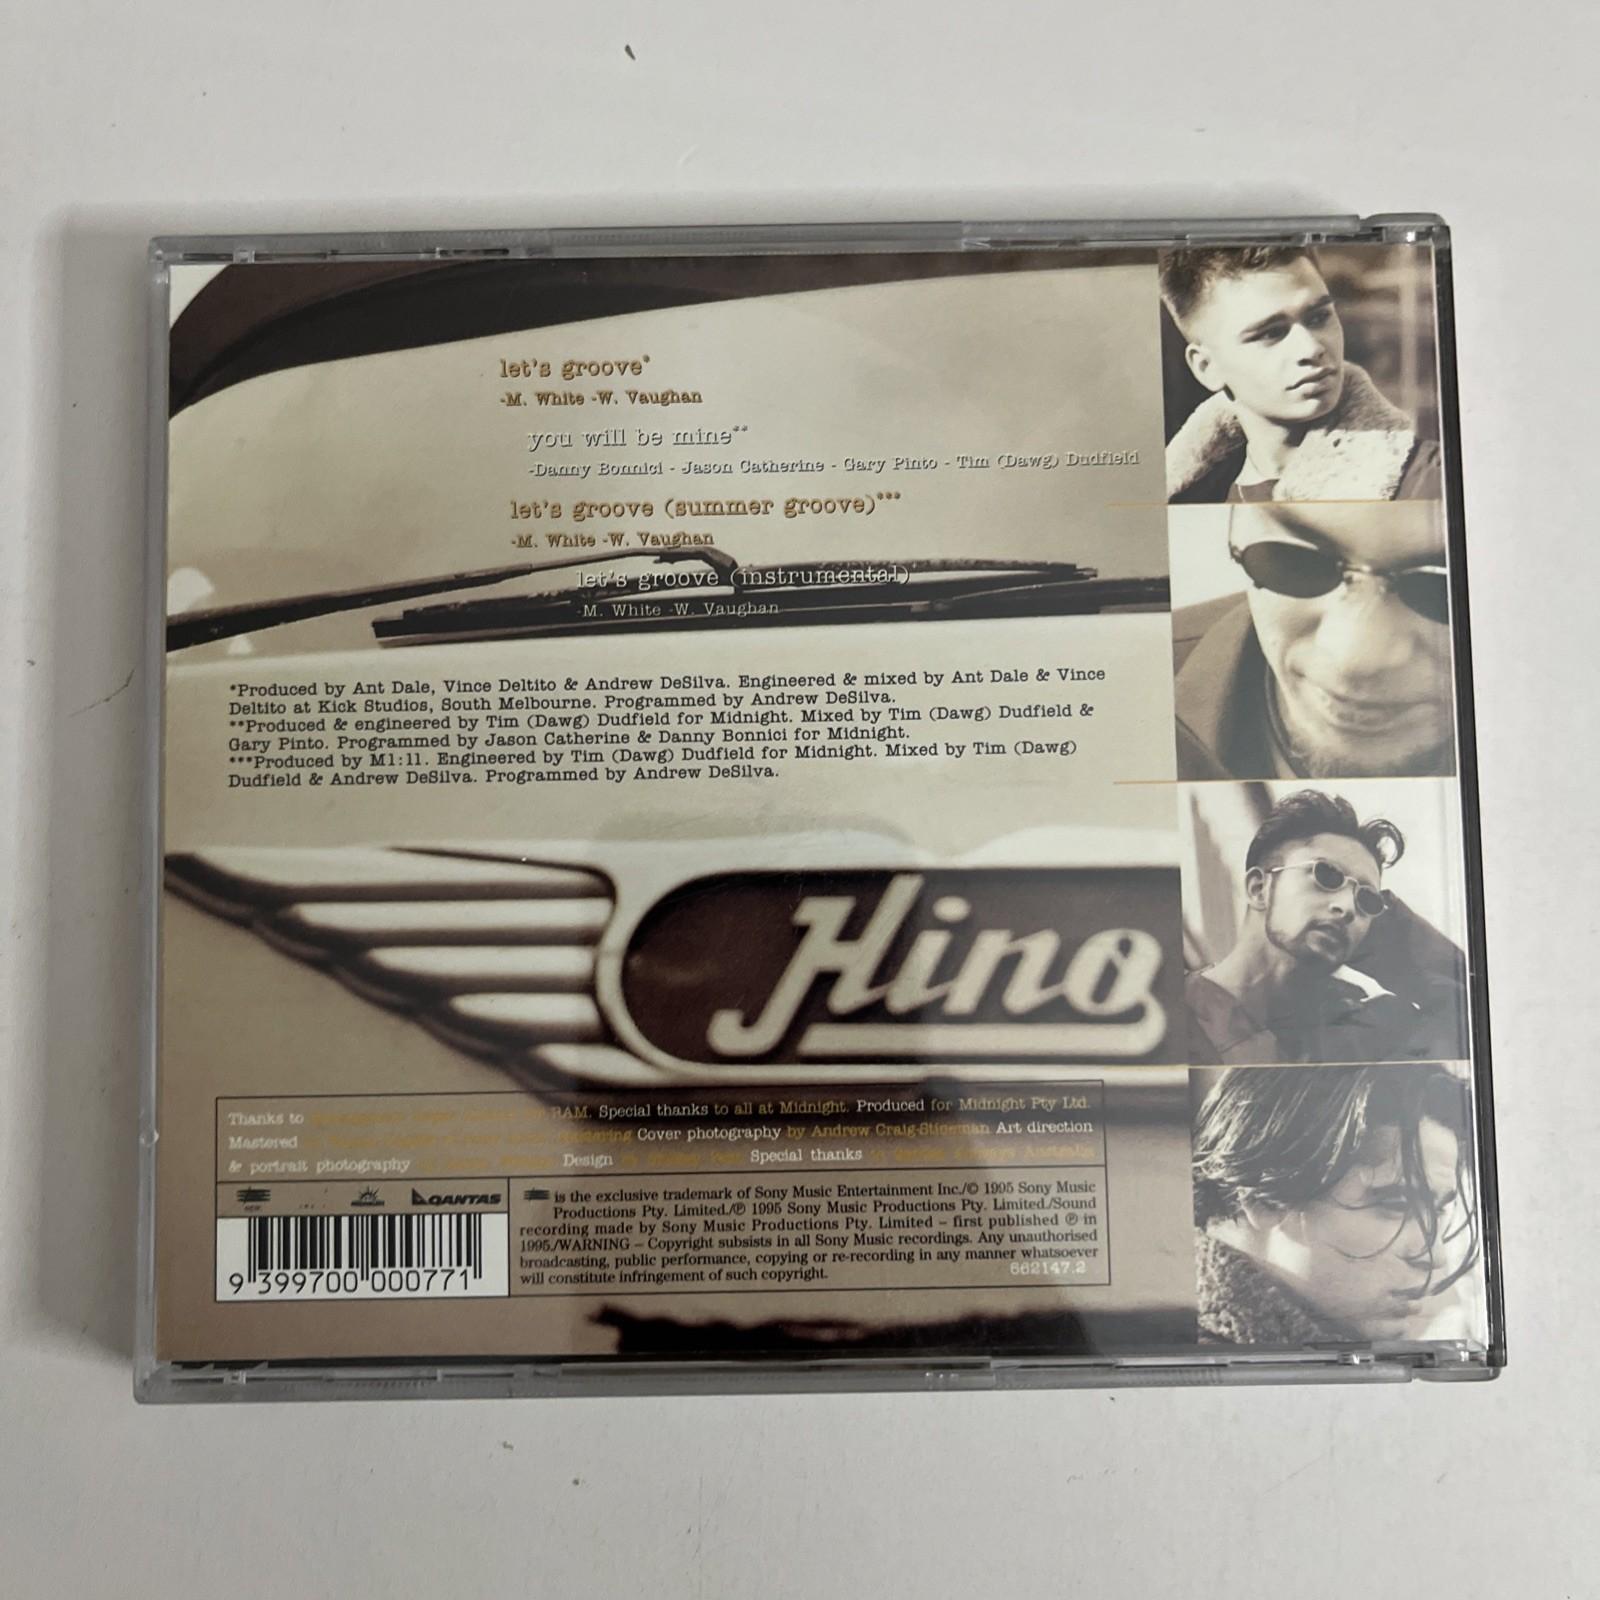 let's groove*
-M. White -W. Vaughan
you will be mine**
-Danny Bonnici - Jason Catherine - Gary Pinto - Tim (Dawg) Dudfield
let's groove (summer groove)***
-M. White -W. Vaughan
let's groove (instrumental)
-M. White -W. Vaughan
*Produced by Ant Dale, Vince Deltito & Andrew DeSilva. Engineered & mixed by Ant Dale & Vince
Deltito at Kick Studios, South Melbourne. Programmed by Andrew DeSilva.
**Produced & engineered by Tim (Dawg) Dudfield for Midnight. Mixed by Tim (Dawg) Dudfield &
Gary Pinto. Programmed by Jason Catherine & Danny Bonnici for Midnight.
***Produced by M1:11. Engineered by Tim (Dawg) Dudfield for Midnight. Mixed by Tim (Dawg)
Dudfield & Andrew DeSilva. Programmed by Andrew DeSilva.
Hino
Thanks to RAM. Special thanks to all at Midnight. Produced for Midnight Pty Ltd.
Mastered Cover photography by Andrew Art direction
& portrait photography Design Special thanks
QANTAS
is the exclusive trademark of Sony Music Entertainment Inc./© 1995 Sony Music
Productions Pty. Limited./℗ 1995 Sony Music Productions Pty. Limited./Sound
recording made by Sony Music Productions Pty. Limited – first published ℗ in
1995./WARNING – Copyright subsists in all Sony Music recordings. Any unauthorised
broadcasting, public performance, copying or re-recording in any manner whatsoever
will constitute infringement of such copyright.
662147.2
9 399700 000771